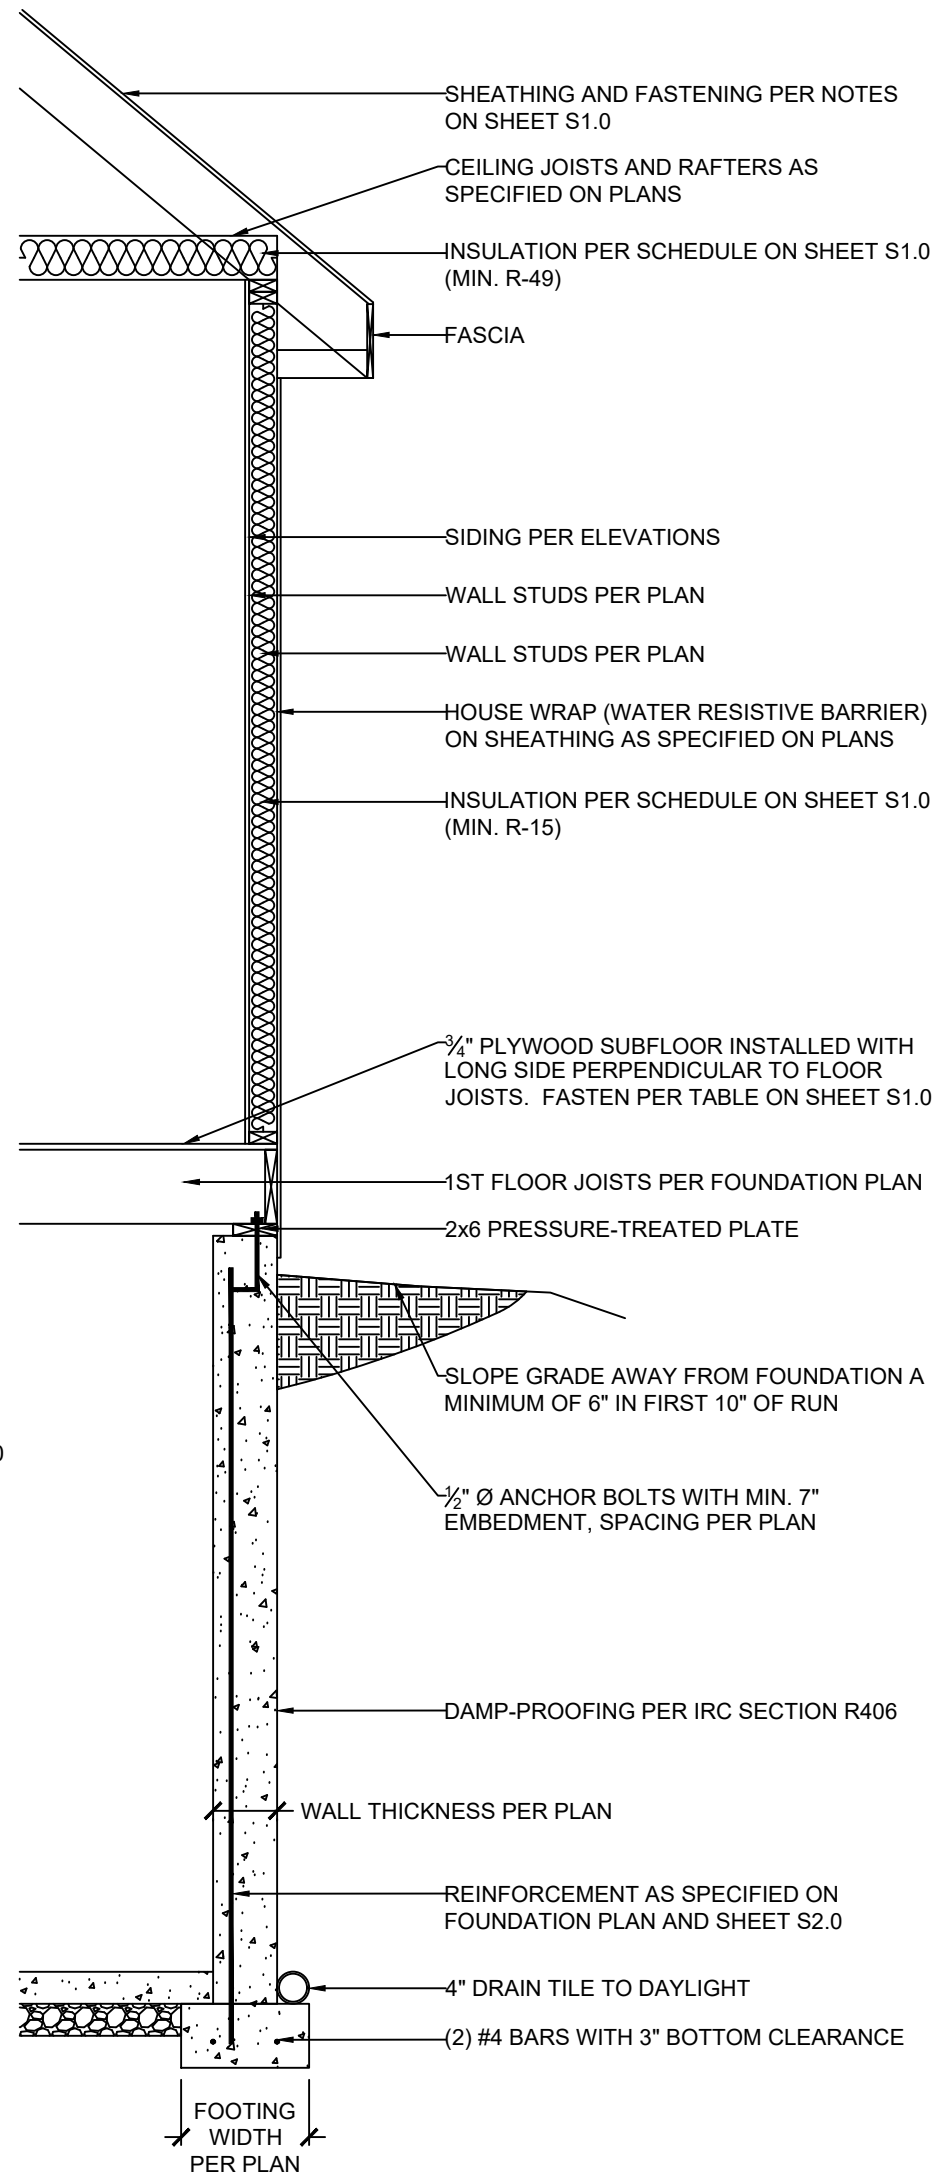 SHEATHING AND FASTENING PER NOTES
ON SHEET S1.0
CEILING JOISTS AND RAFTERS AS
SPECIFIED ON PLANS
INSULATION PER SCHEDULE ON SHEET S1.0
(MIN. R-49)
FASCIA
SIDING PER ELEVATIONS
WALL STUDS PER PLAN
WALL STUDS PER PLAN
HOUSE WRAP (WATER RESISTIVE BARRIER)
ON SHEATHING AS SPECIFIED ON PLANS
INSULATION PER SCHEDULE ON SHEET S1.0
(MIN. R-15)
3/4" PLYWOOD SUBFLOOR INSTALLED WITH
LONG SIDE PERPENDICULAR TO FLOOR
JOISTS. FASTEN PER TABLE ON SHEET S1.0
1ST FLOOR JOISTS PER FOUNDATION PLAN
2x6 PRESSURE-TREATED PLATE
SLOPE GRADE AWAY FROM FOUNDATION A
MINIMUM OF 6" IN FIRST 10" OF RUN
1/2" Ø ANCHOR BOLTS WITH MIN. 7"
EMBEDMENT, SPACING PER PLAN
DAMP-PROOFING PER IRC SECTION R406
WALL THICKNESS PER PLAN
REINFORCEMENT AS SPECIFIED ON
FOUNDATION PLAN AND SHEET S2.0
4" DRAIN TILE TO DAYLIGHT
(2) #4 BARS WITH 3" BOTTOM CLEARANCE
FOOTING
WIDTH
PER PLAN